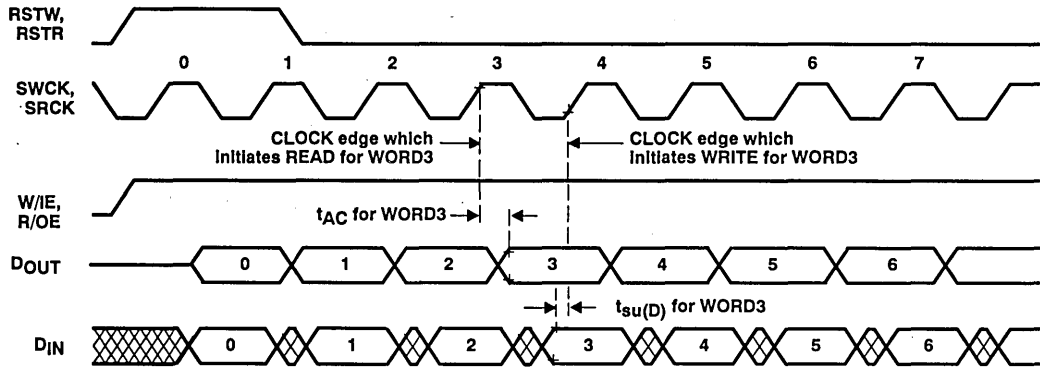 RSTW,
RSTR
0 1 2 3 4 5 6 7
SWCK,
SRCK
CLOCK edge which
initiates READ for WORD3
CLOCK edge which
initiates WRITE for WORD3
W/IE,
R/OE
tAC for WORD3
DOUT
0 1 2 3 4 5 6
tsu(D) for WORD3
DIN
0 1 2 3 4 5 6